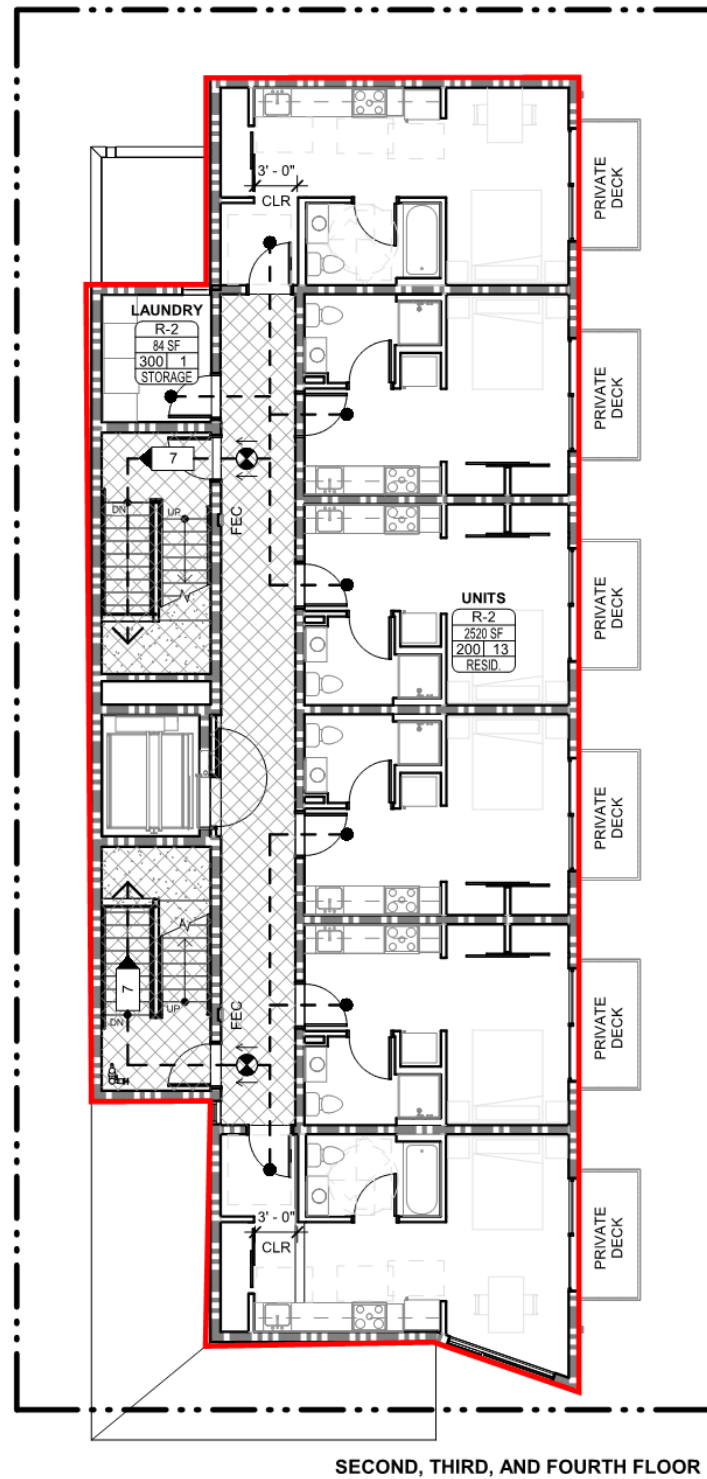 PRIVATE
DECK
3' - 0"
CLR
LAUNDRY
R-2
84 SF
300 1
STORAGE
PRIVATE
DECK
7
DN
UP
FEC
UNITS
R-2
2520 SF
200 13
RESID.
PRIVATE
DECK
PRIVATE
DECK
7
DN
UP
FEC
PRIVATE
DECK
3' - 0"
CLR
PRIVATE
DECK
SECOND, THIRD, AND FOURTH FLOOR